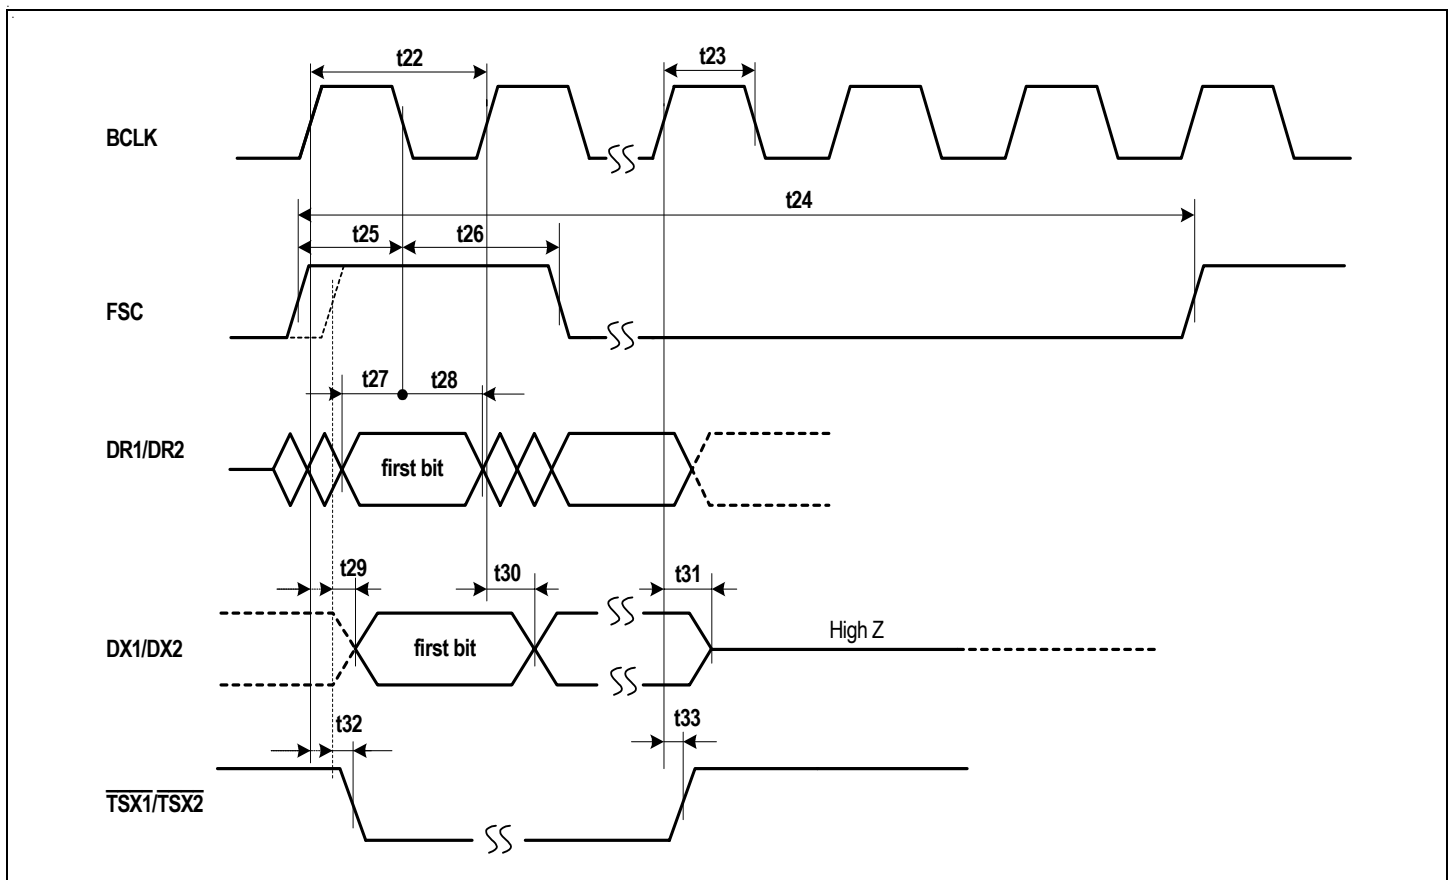 t22
t23
BCLK
t24
t25
t26
FSC
t27
t28
DR1/DR2
first bit
t29
t30
t31
DX1/DX2
first bit
High Z
t32
t33
TSX1/TSX2